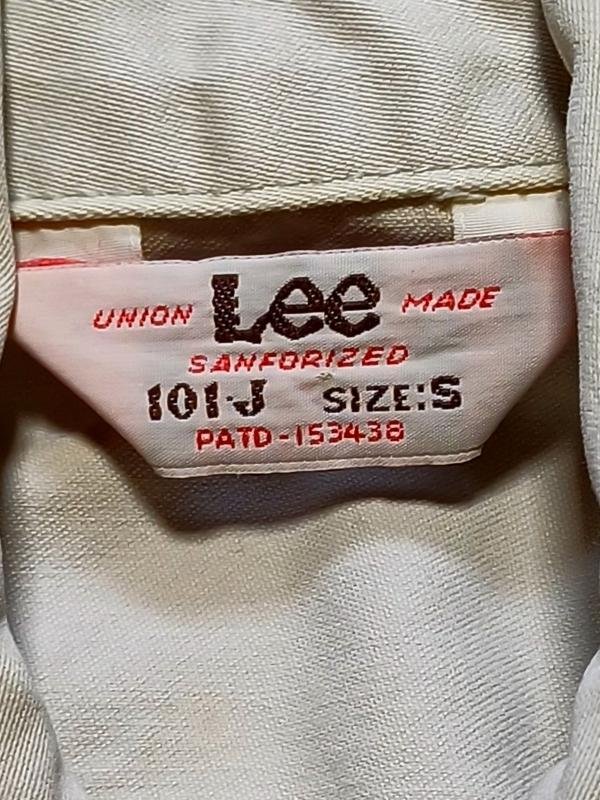 UNION Lee MADE
SANFORIZED
101-J SIZE:S
PATD-153438